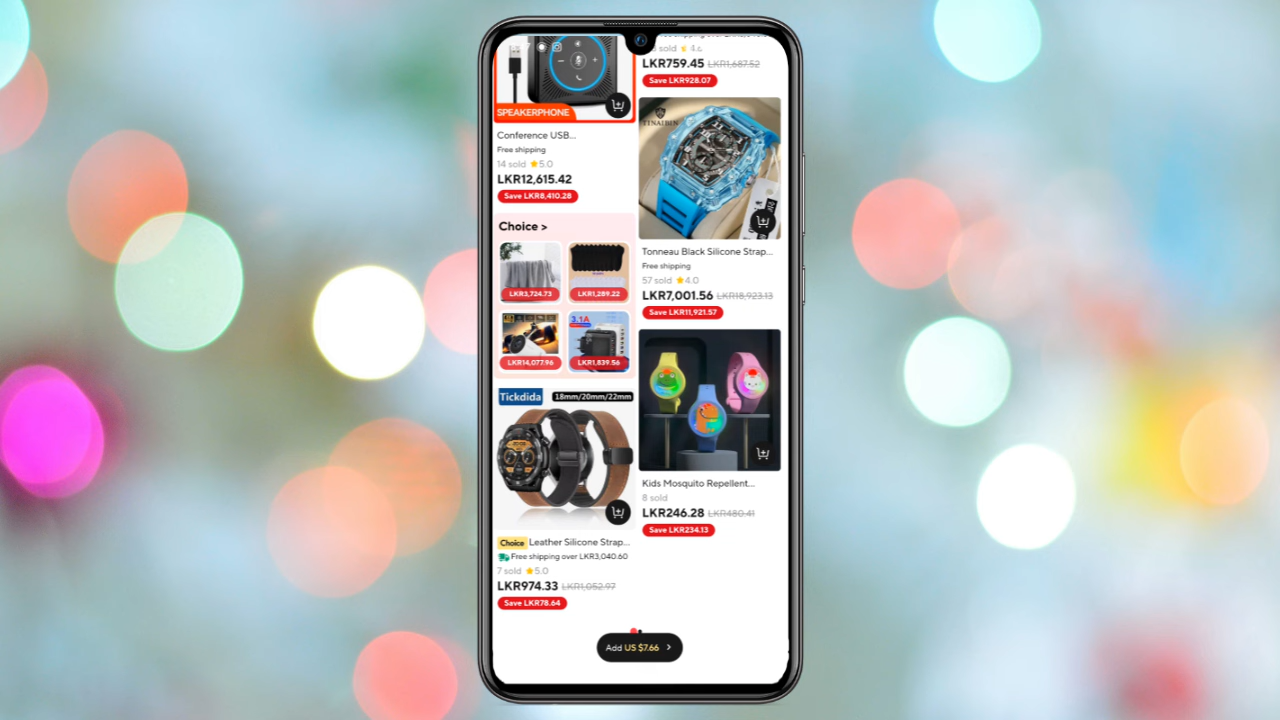 SPEAKERPHONE
Conference USB...
Free shipping
14 sold ★5.0
LKR12,615.42
Save LKR8,410.28
Choice >
LKR3,724.73
LKR1,289.22
3.1A
LKR14,077.96
LKR1,839.56
Tickdida
18mm/20mm/22mm
Choice Leather Silicone Strap...
Free shipping over LKR3,040.60
7 sold ★5.0
LKR974.33 LKR1,052.97
Save LKR78.64
sold
LKR759.45 LKR1,687.52
Save LKR928.07
TINAIBIN
Tonneau Black Silicone Strap...
Free shipping
57 sold ★4.0
LKR7,001.56 LKR18,923.13
Save LKR11,921.57
Kids Mosquito Repellent...
8 sold
LKR246.28 LKR480.41
Save LKR234.13
Add US $7.66 >